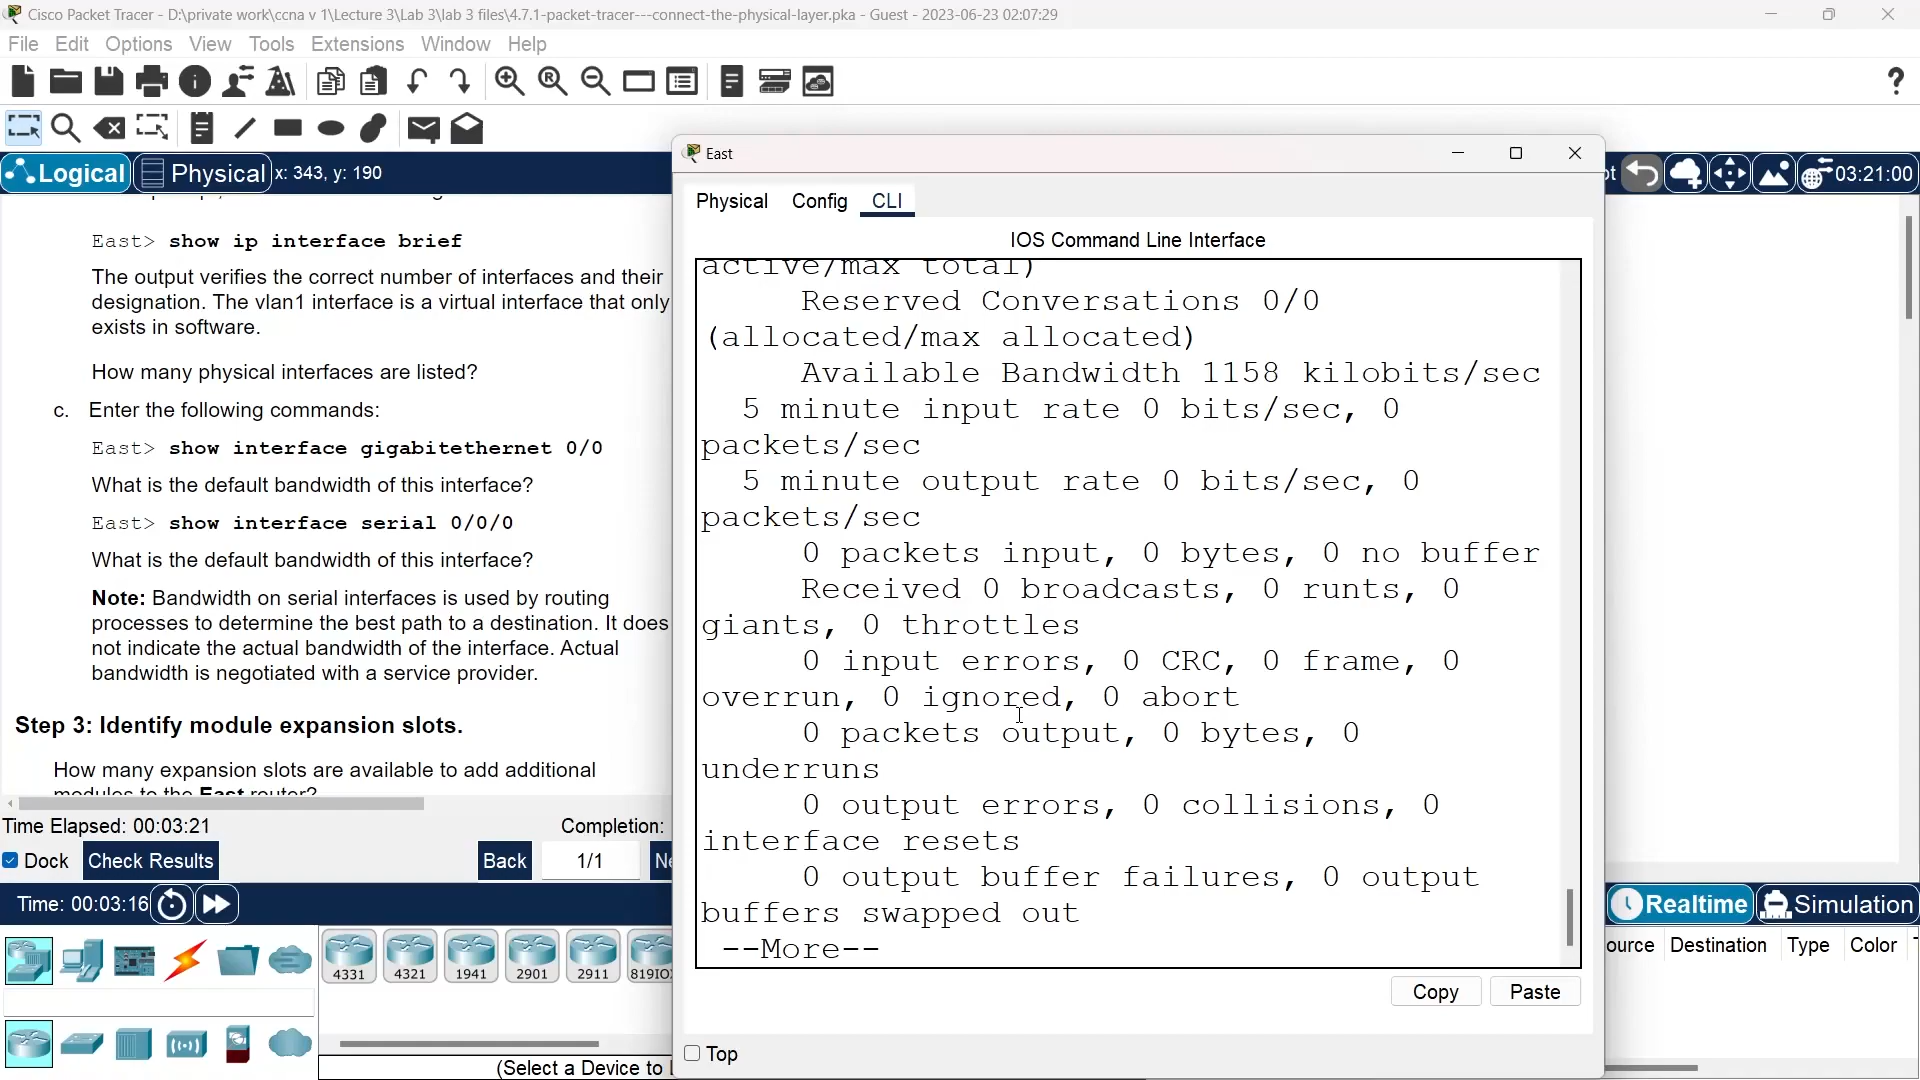 Cisco Packet Tracer - D:\private work\ccna v 1\Lecture 3\Lab 3\lab 3 files\4.7.1-packet-tracer---connect-the-physical-layer.pka - Guest - 2023-06-23 02:07:29
File Edit Options View Tools Extensions Window Help
Logical Physical x: 343, y: 190
03:21:00
East> show ip interface brief
The output verifies the correct number of interfaces and their
designation. The vlan1 interface is a virtual interface that only
exists in software.
How many physical interfaces are listed?
c. Enter the following commands:
East> show interface gigabitethernet 0/0
What is the default bandwidth of this interface?
East> show interface serial 0/0/0
What is the default bandwidth of this interface?
Note: Bandwidth on serial interfaces is used by routing
processes to determine the best path to a destination. It does
not indicate the actual bandwidth of the interface. Actual
bandwidth is negotiated with a service provider.
Step 3: Identify module expansion slots.
How many expansion slots are available to add additional
modules to the East router?
Time Elapsed: 00:03:21 Completion:
Dock Check Results Back 1/1 Ne
Time: 00:03:16
4331 4321 1941 2901 2911 819IO
(Select a Device to
East
Physical Config CLI
IOS Command Line Interface
active/max total)
Reserved Conversations 0/0
(allocated/max allocated)
Available Bandwidth 1158 kilobits/sec
5 minute input rate 0 bits/sec, 0
packets/sec
5 minute output rate 0 bits/sec, 0
packets/sec
0 packets input, 0 bytes, 0 no buffer
Received 0 broadcasts, 0 runts, 0
giants, 0 throttles
0 input errors, 0 CRC, 0 frame, 0
overrun, 0 ignored, 0 abort
0 packets output, 0 bytes, 0
underruns
0 output errors, 0 collisions, 0
interface resets
0 output buffer failures, 0 output
buffers swapped out
--More--
Copy Paste
Top
Realtime Simulation
ource Destination Type Color